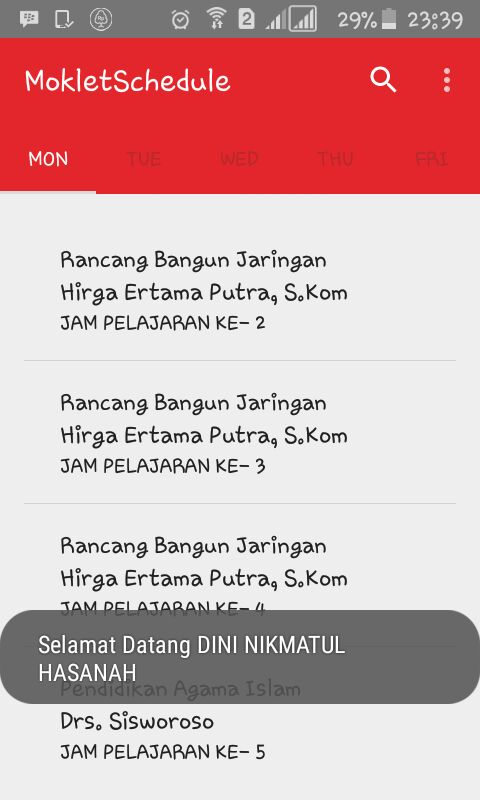 2 29% 23:39
MokletSchedule
MON TUE WED THU FRI
Rancang Bangun Jaringan
Hirga Ertama Putra, S.Kom
JAM PELAJARAN KE- 2
Rancang Bangun Jaringan
Hirga Ertama Putra, S.Kom
JAM PELAJARAN KE- 3
Rancang Bangun Jaringan
Hirga Ertama Putra, S.Kom
JAM PELAJARAN KE- 4
Selamat Datang DINI NIKMATUL
HASANAH
Pendidikan Agama Islam
Drs. Sisworoso
JAM PELAJARAN KE- 5